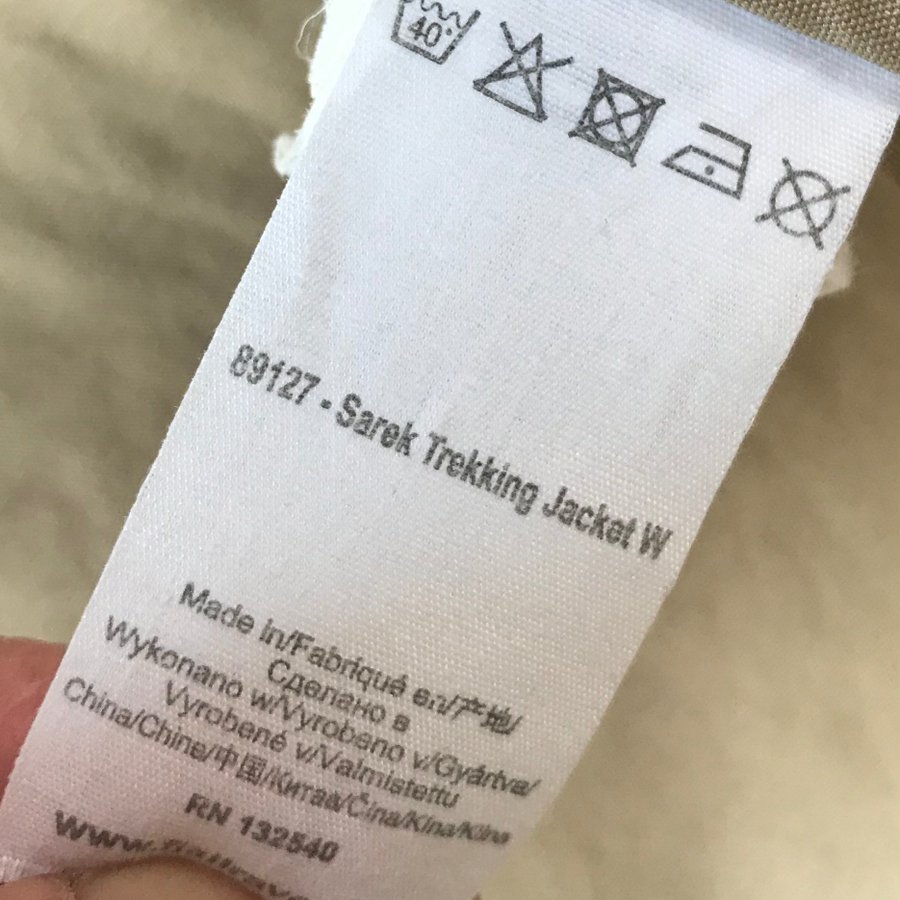 40°
89127 - Sarek Trekking Jacket W
Made in/Fabriqué en/产地/
Сделано в
Wykonano w/Vyrobeno v/Gyártva/
Vyrobené v/Valmistettu
China/Chine/中国/Китай/Čína/Kína/Kiina
RN 132540